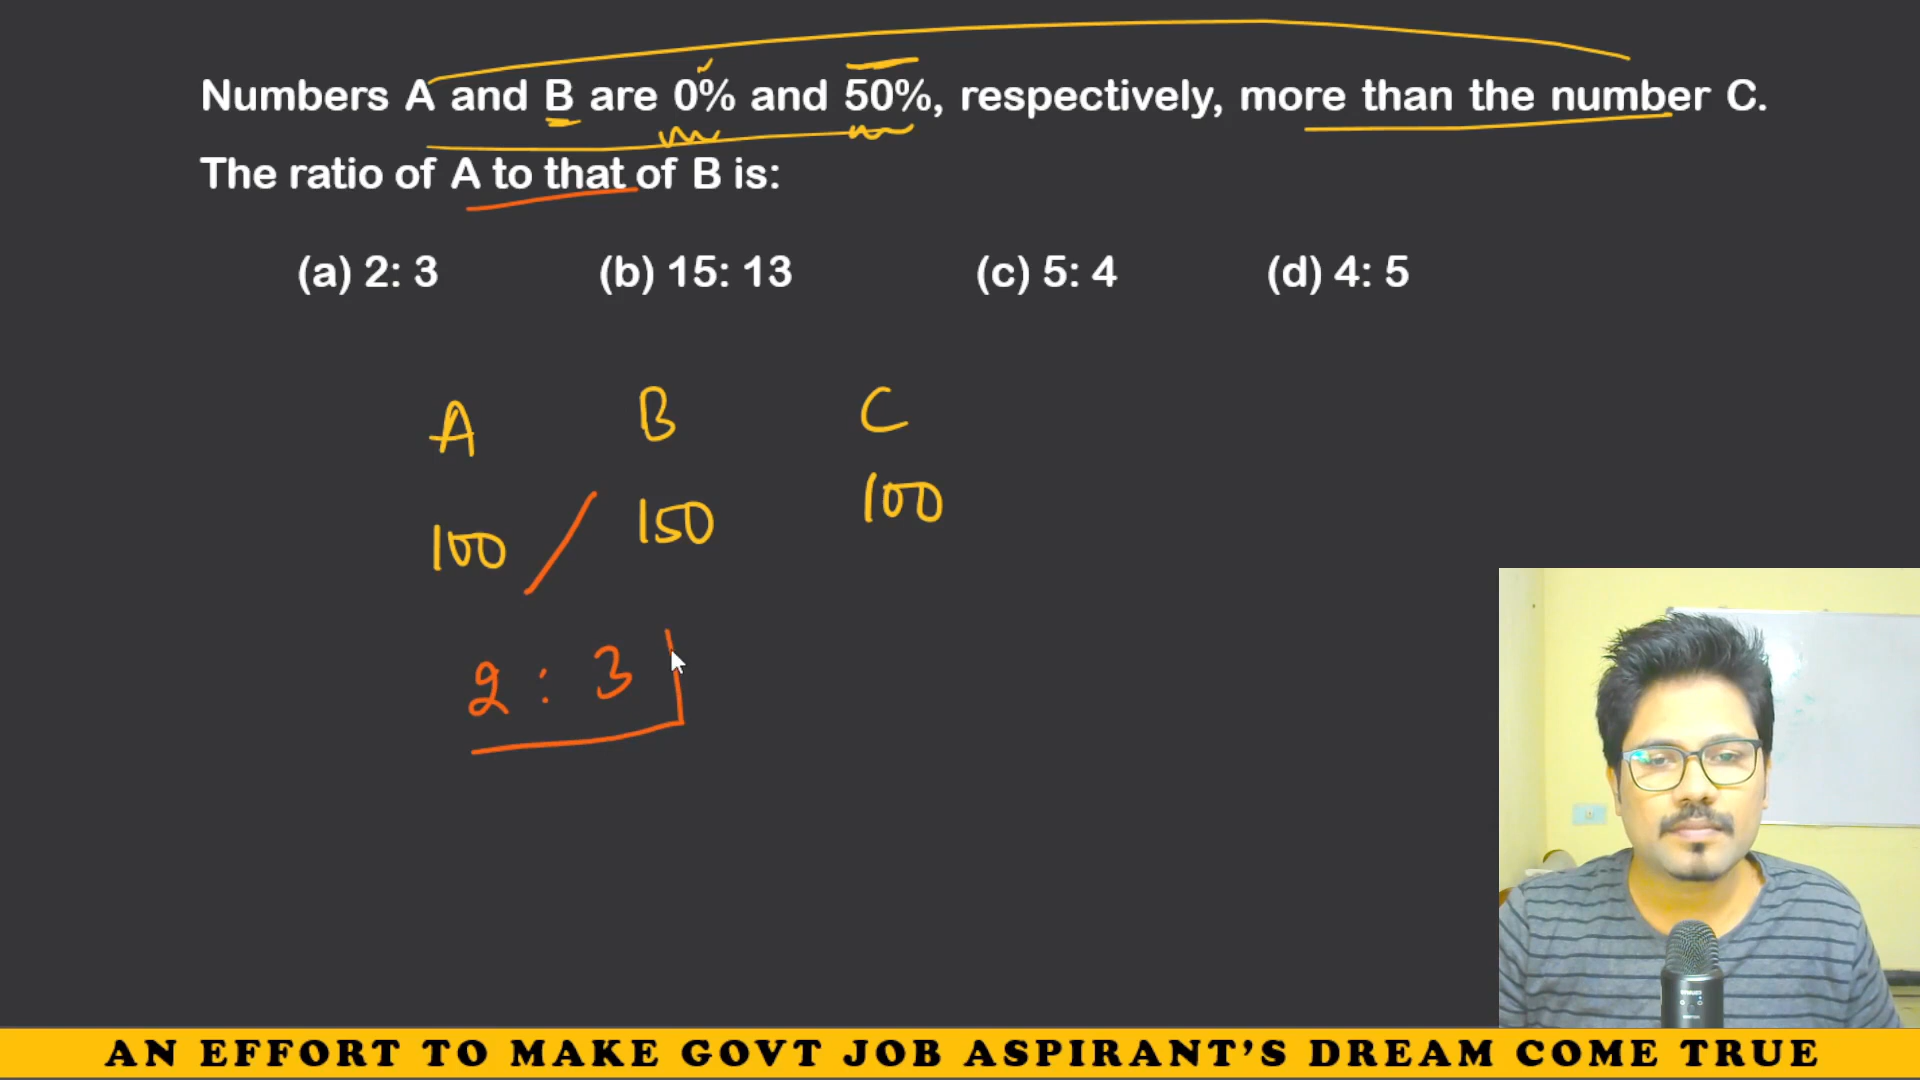 Numbers A and B are 0% and 50%, respectively, more than the number C.
The ratio of A to that of B is:
(a) 2: 3 (b) 15: 13 (c) 5: 4 (d) 4: 5
A B C
100 150 100
2 : 3
AN EFFORT TO MAKE GOVT JOB ASPIRANT'S DREAM COME TRUE